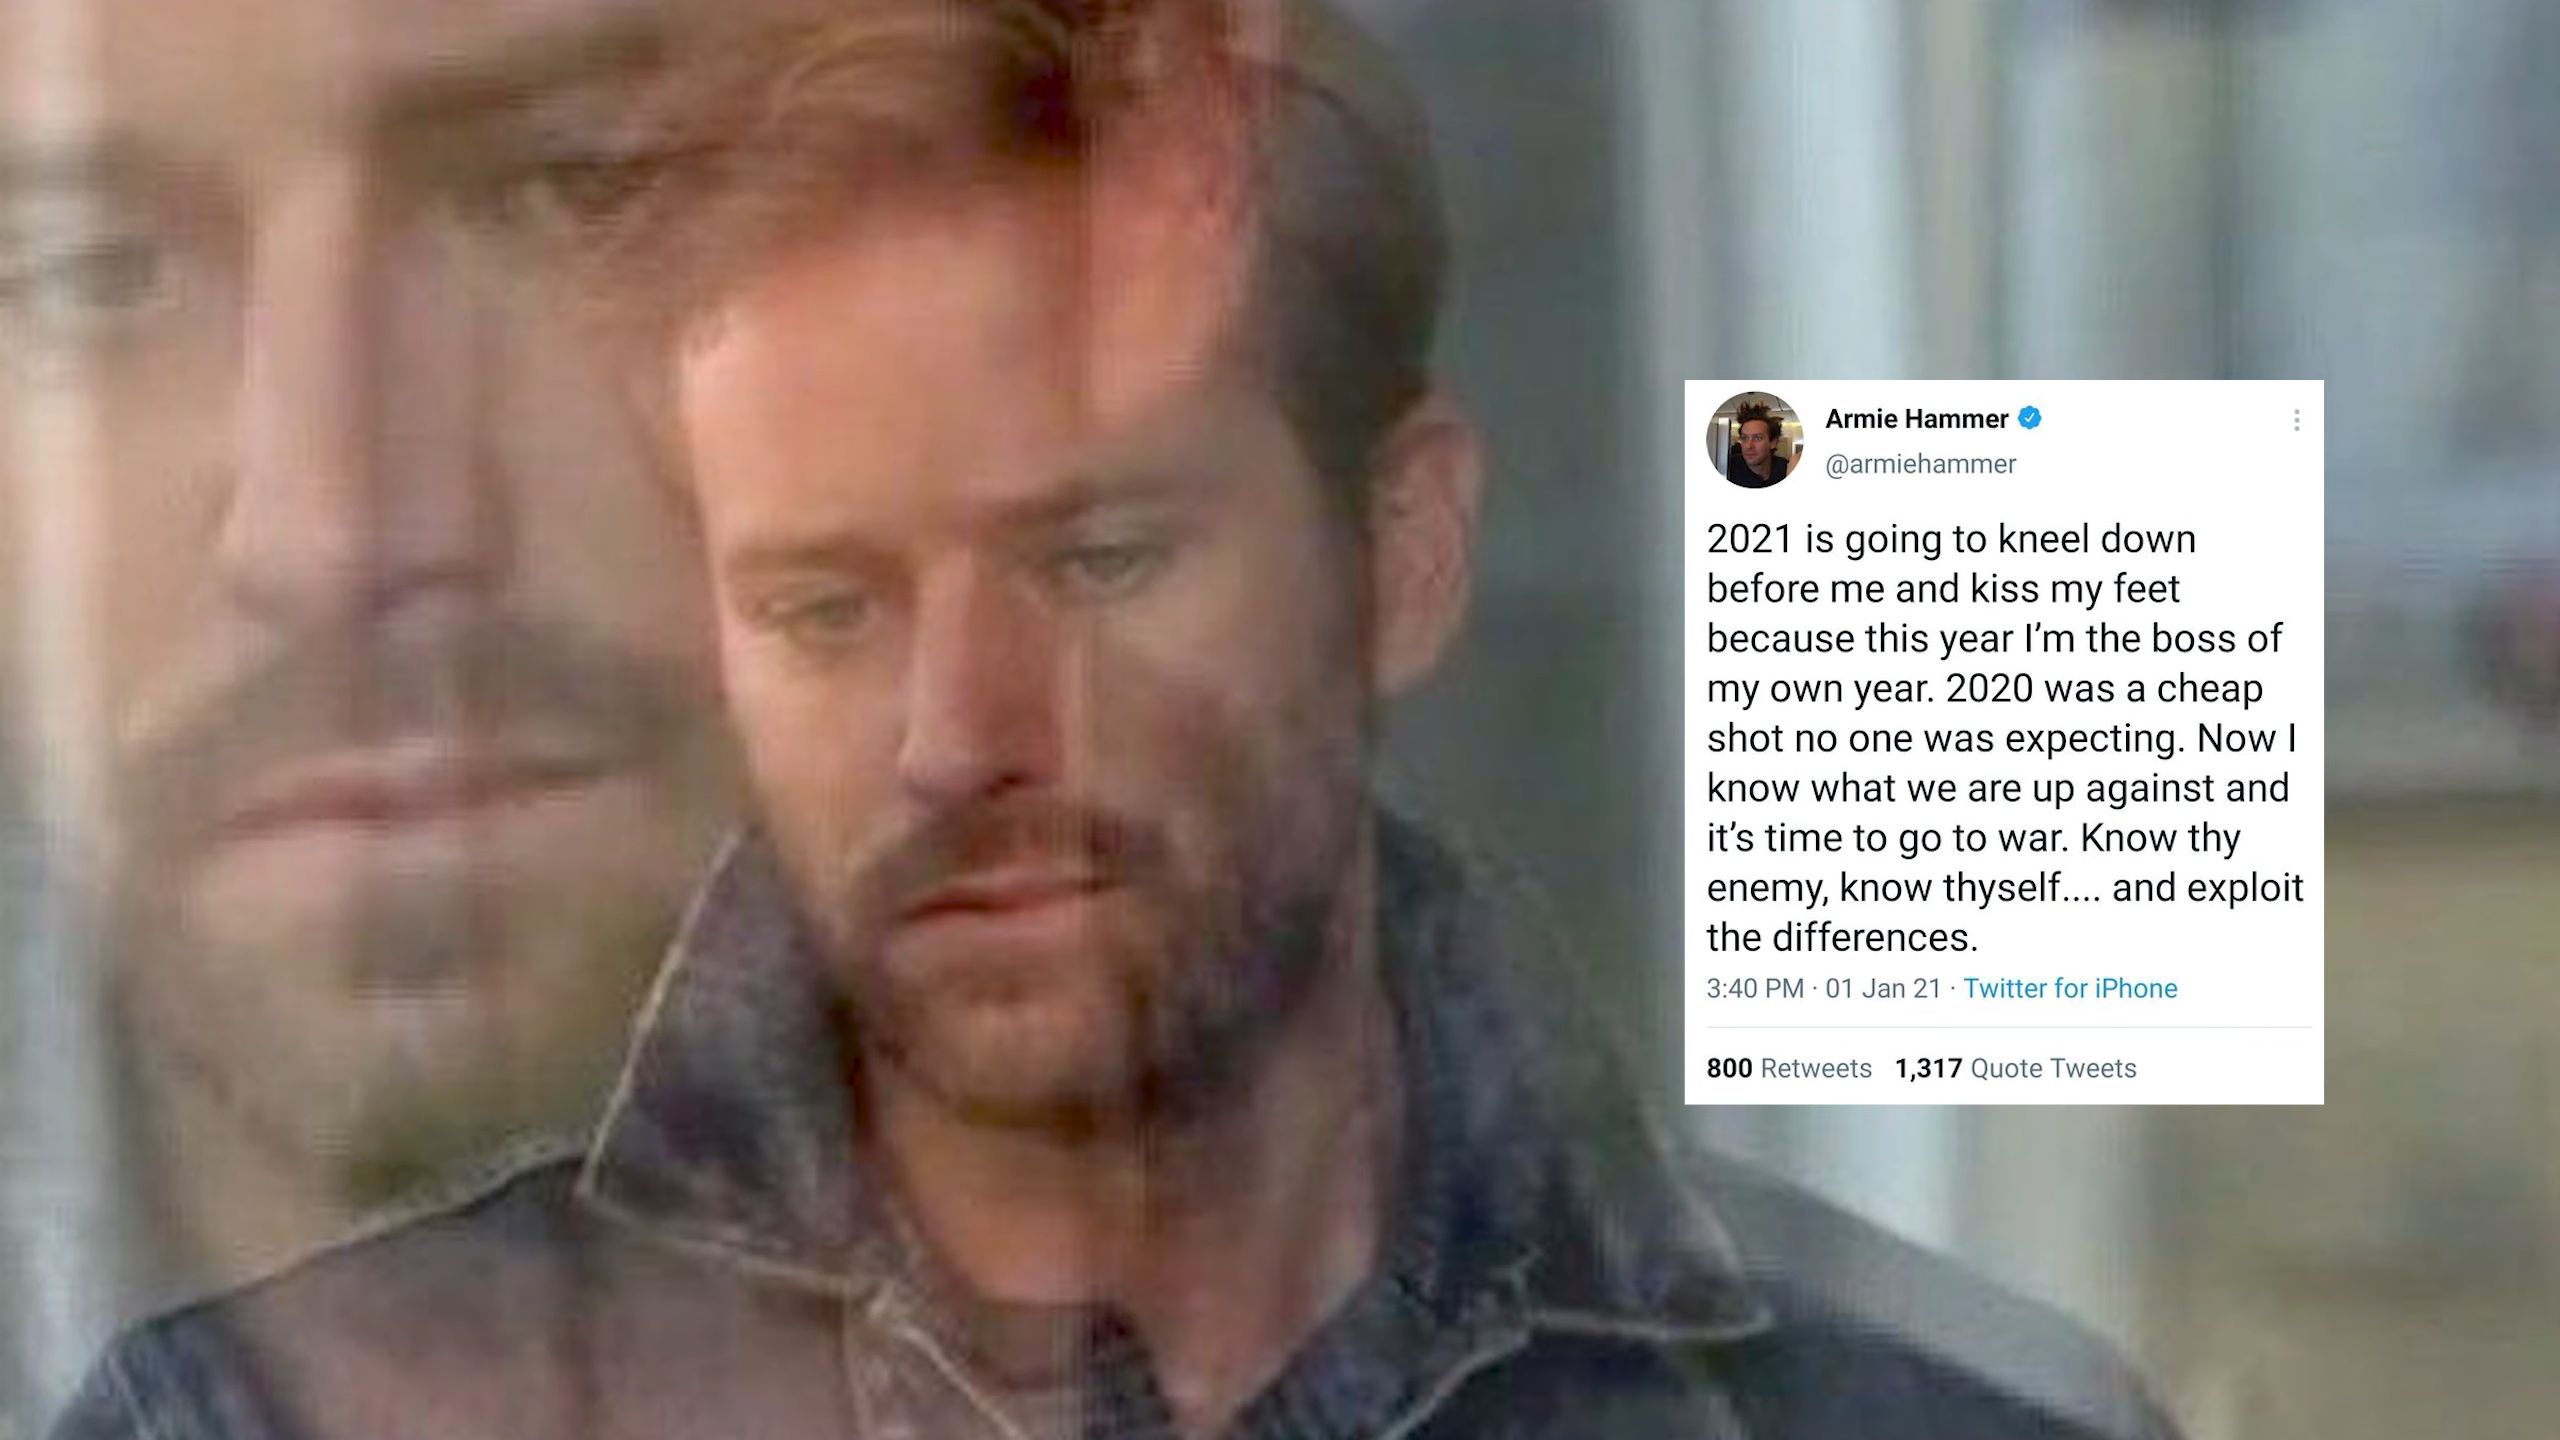 Armie Hammer
@armiehammer
2021 is going to kneel down
before me and kiss my feet
because this year I’m the boss of
my own year. 2020 was a cheap
shot no one was expecting. Now I
know what we are up against and
it’s time to go to war. Know thy
enemy, know thyself.... and exploit
the differences.
3:40 PM · 01 Jan 21 · Twitter for iPhone
800 Retweets 1,317 Quote Tweets